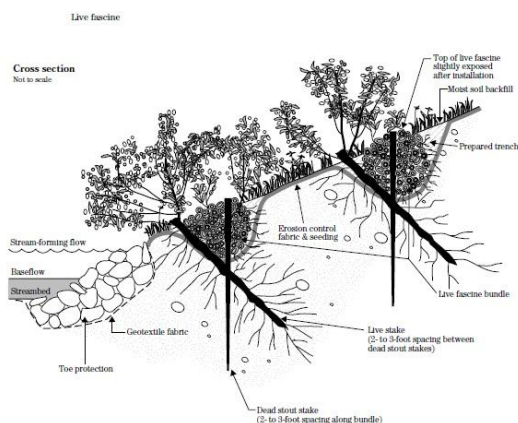 Live fascine
Cross section
Not to scale
Top of live fascine
slightly exposed
after installation
Moist soil backfill
Prepared trench
Erosion control
fabric & seeding
Stream-forming flow
Baseflow
Streambed
Geotextile fabric
Toe protection
Live fascine bundle
Live stake
(2- to 3-foot spacing between
dead stout stakes)
Dead stout stake
(2- to 3-foot spacing along bundle)